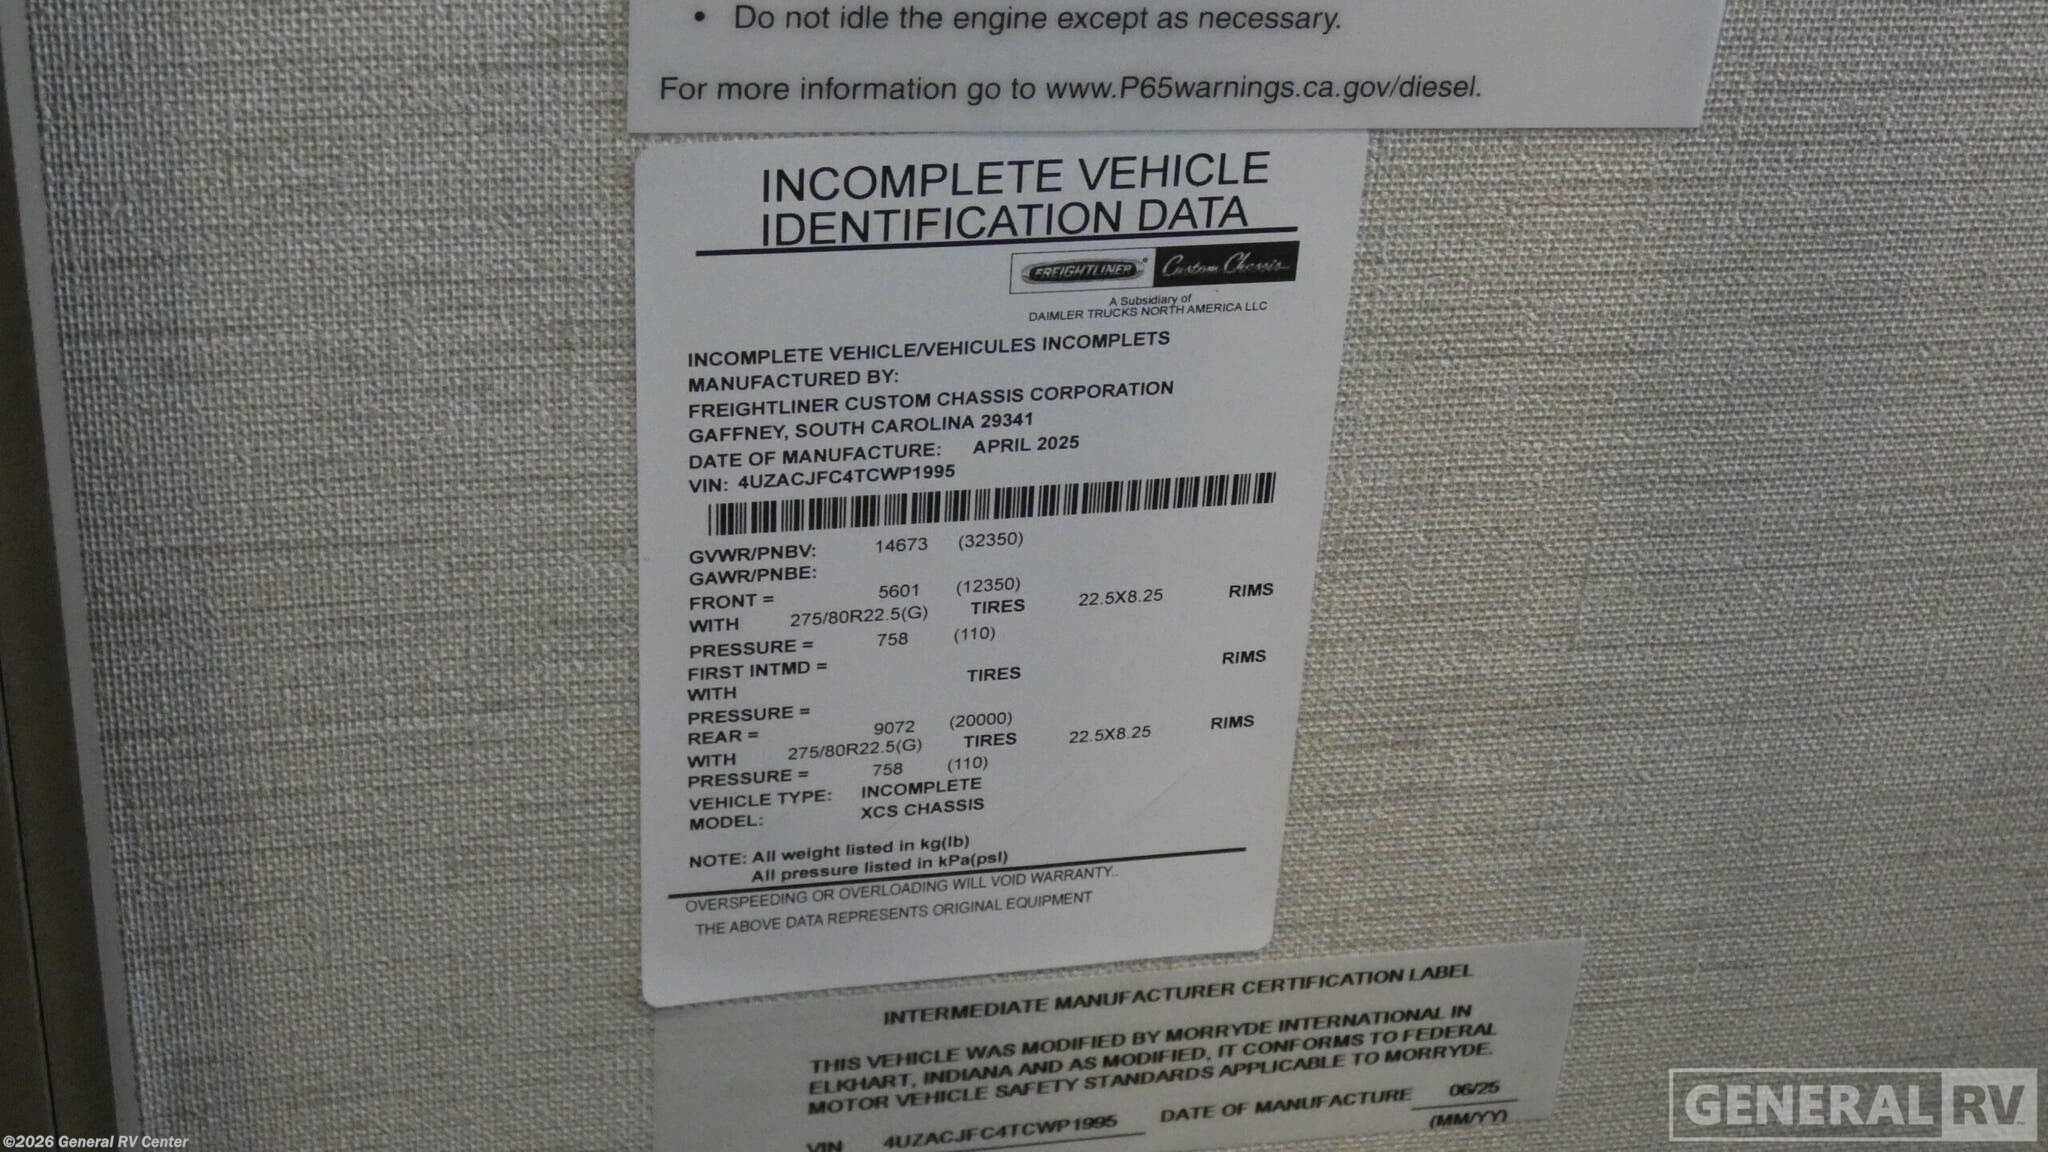 • Do not idle the engine except as necessary.
For more information go to www.P65warnings.ca.gov/diesel.
INCOMPLETE VEHICLE
IDENTIFICATION DATA
FREIGHTLINER® Custom Chassis
A Subsidiary of
DAIMLER TRUCKS NORTH AMERICA LLC
INCOMPLETE VEHICLE/VEHICULES INCOMPLETS
MANUFACTURED BY:
FREIGHTLINER CUSTOM CHASSIS CORPORATION
GAFFNEY, SOUTH CAROLINA 29341
DATE OF MANUFACTURE: APRIL 2025
VIN: 4UZACJFC4TCWP1995
GVWR/PNBV: 14673 (32350)
GAWR/PNBE:
FRONT = 5601 (12350)
WITH 275/80R22.5(G) TIRES 22.5X8.25 RIMS
PRESSURE = 758 (110)
FIRST INTMD =
WITH TIRES RIMS
PRESSURE =
REAR = 9072 (20000)
WITH 275/80R22.5(G) TIRES 22.5X8.25 RIMS
PRESSURE = 758 (110)
VEHICLE TYPE: INCOMPLETE
MODEL: XCS CHASSIS
NOTE: All weight listed in kg(lb)
All pressure listed in kPa(psl)
OVERSPEEDING OR OVERLOADING WILL VOID WARRANTY..
THE ABOVE DATA REPRESENTS ORIGINAL EQUIPMENT
INTERMEDIATE MANUFACTURER CERTIFICATION LABEL
THIS VEHICLE WAS MODIFIED BY MORRYDE INTERNATIONAL IN
ELKHART, INDIANA AND AS MODIFIED, IT CONFORMS TO FEDERAL
MOTOR VEHICLE SAFETY STANDARDS APPLICABLE TO MORRYDE.
VIN 4UZACJFC4TCWP1995 DATE OF MANUFACTURE 06/25
(MM/YY)
GENERAL RV
©2026 General RV Center